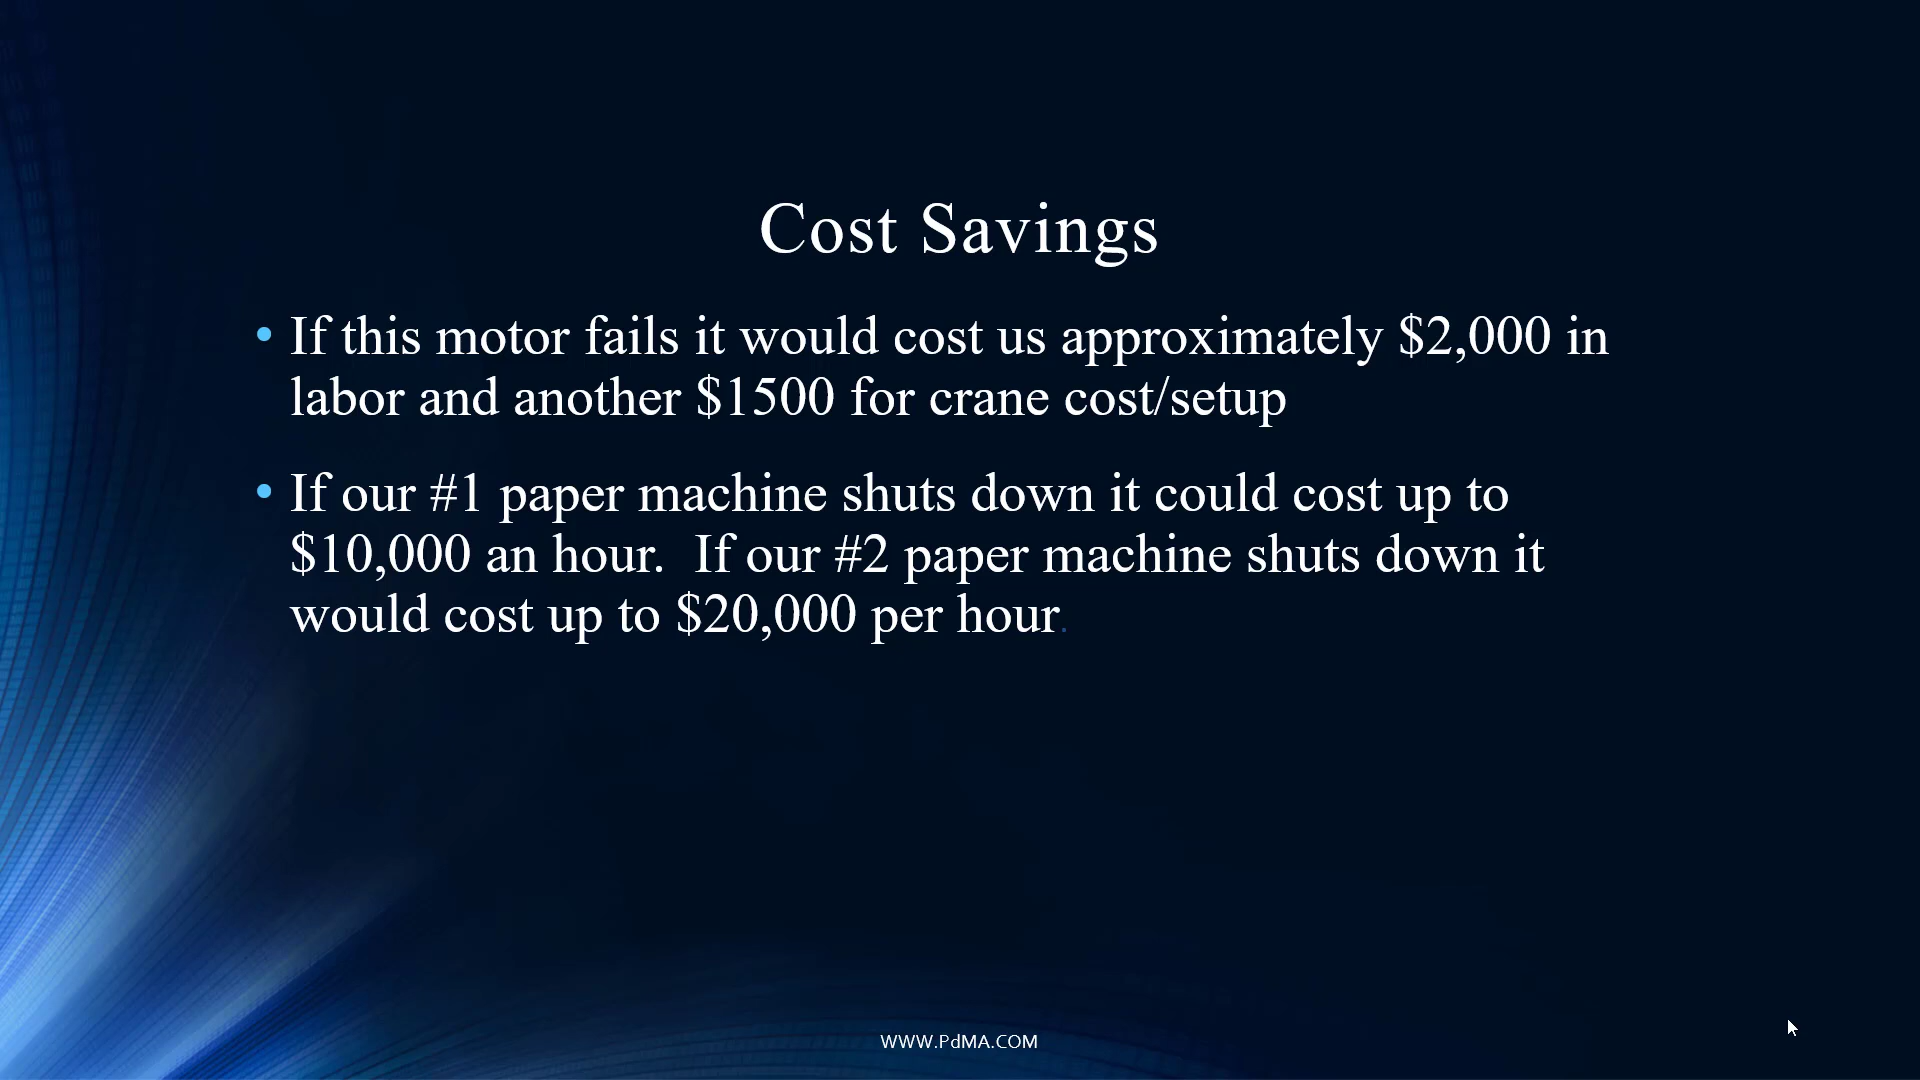 Cost Savings
• If this motor fails it would cost us approximately $2,000 in
labor and another $1500 for crane cost/setup
• If our #1 paper machine shuts down it could cost up to
$10,000 an hour.  If our #2 paper machine shuts down it
would cost up to $20,000 per hour.
WWW.PdMA.COM